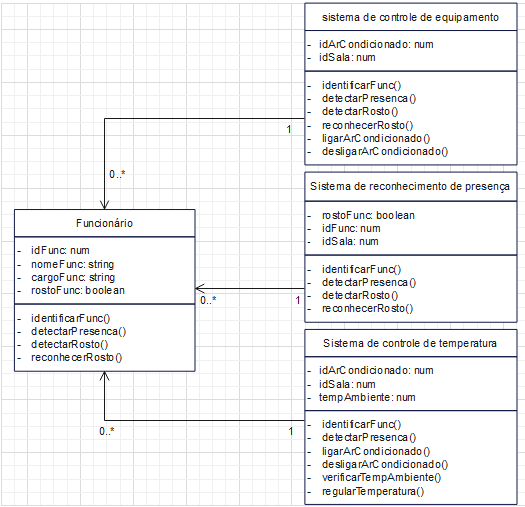 sistema de controle de equipamento
- idArCondicionado: num
- idSala: num
- identificarFunc()
- detectarPresenca()
- detectarRosto()
- reconhecerRosto()
- ligarArCondicionado()
- desligarArCondicionado()
1
0..*
Sistema de reconhecimento de presença
- rostoFunc: boolean
- idFunc: num
- idSala: num
- identificarFunc()
- detectarPresenca()
- detectarRosto()
- reconhecerRosto()
Funcionário
- idFunc: num
- nomeFunc: string
- cargoFunc: string
- rostoFunc: boolean
- identificarFunc()
- detectarPresenca()
- detectarRosto()
- reconhecerRosto()
0..*
1
Sistema de controle de temperatura
- idArCondicionado: num
- idSala: num
- tempAmbiente: num
- identificarFunc()
- detectarPresenca()
- ligarArCondicionado()
- desligarArCondicionado()
- verificarTempAmbiente()
- regularTemperatura()
0..*
1